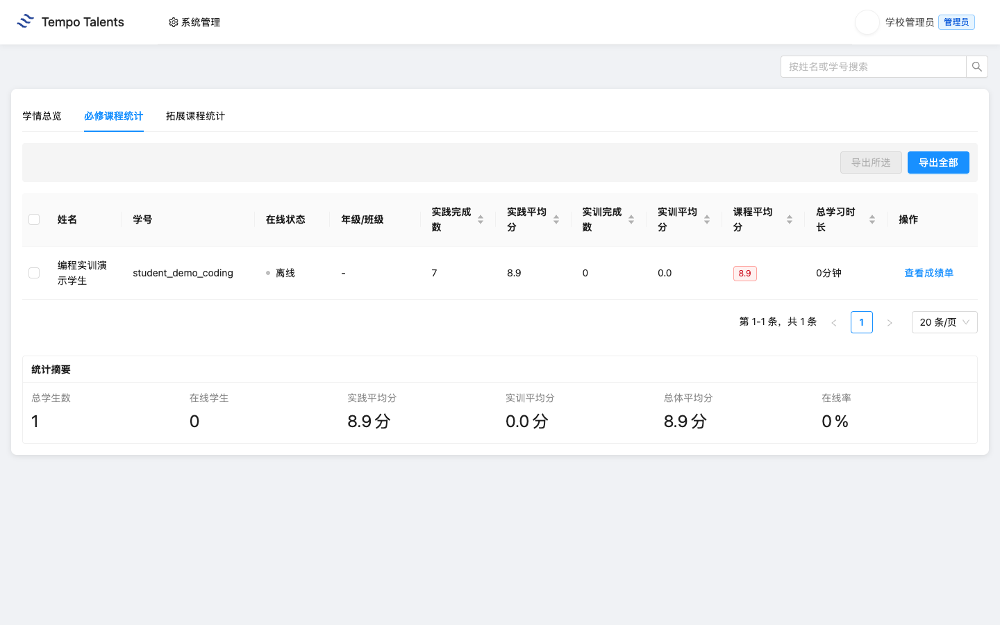 Tempo Talents
系统管理
学校管理员 管理员
按姓名或学号搜索
学情总览 必修课程统计 拓展课程统计
导出所选 导出全部
姓名 学号 在线状态 年级/班级 实践完成数 实践平均分 实训完成数 实训平均分 课程平均分 总学习时长 操作
编程实训演示学生 student_demo_coding 离线 - 7 8.9 0 0.0 8.9 0分钟 查看成绩单
第 1-1 条，共 1 条 < 1 > 20 条/页
统计摘要
总学生数 在线学生 实践平均分 实训平均分 总体平均分 在线率
1 0 8.9 分 0.0 分 8.9 分 0 %